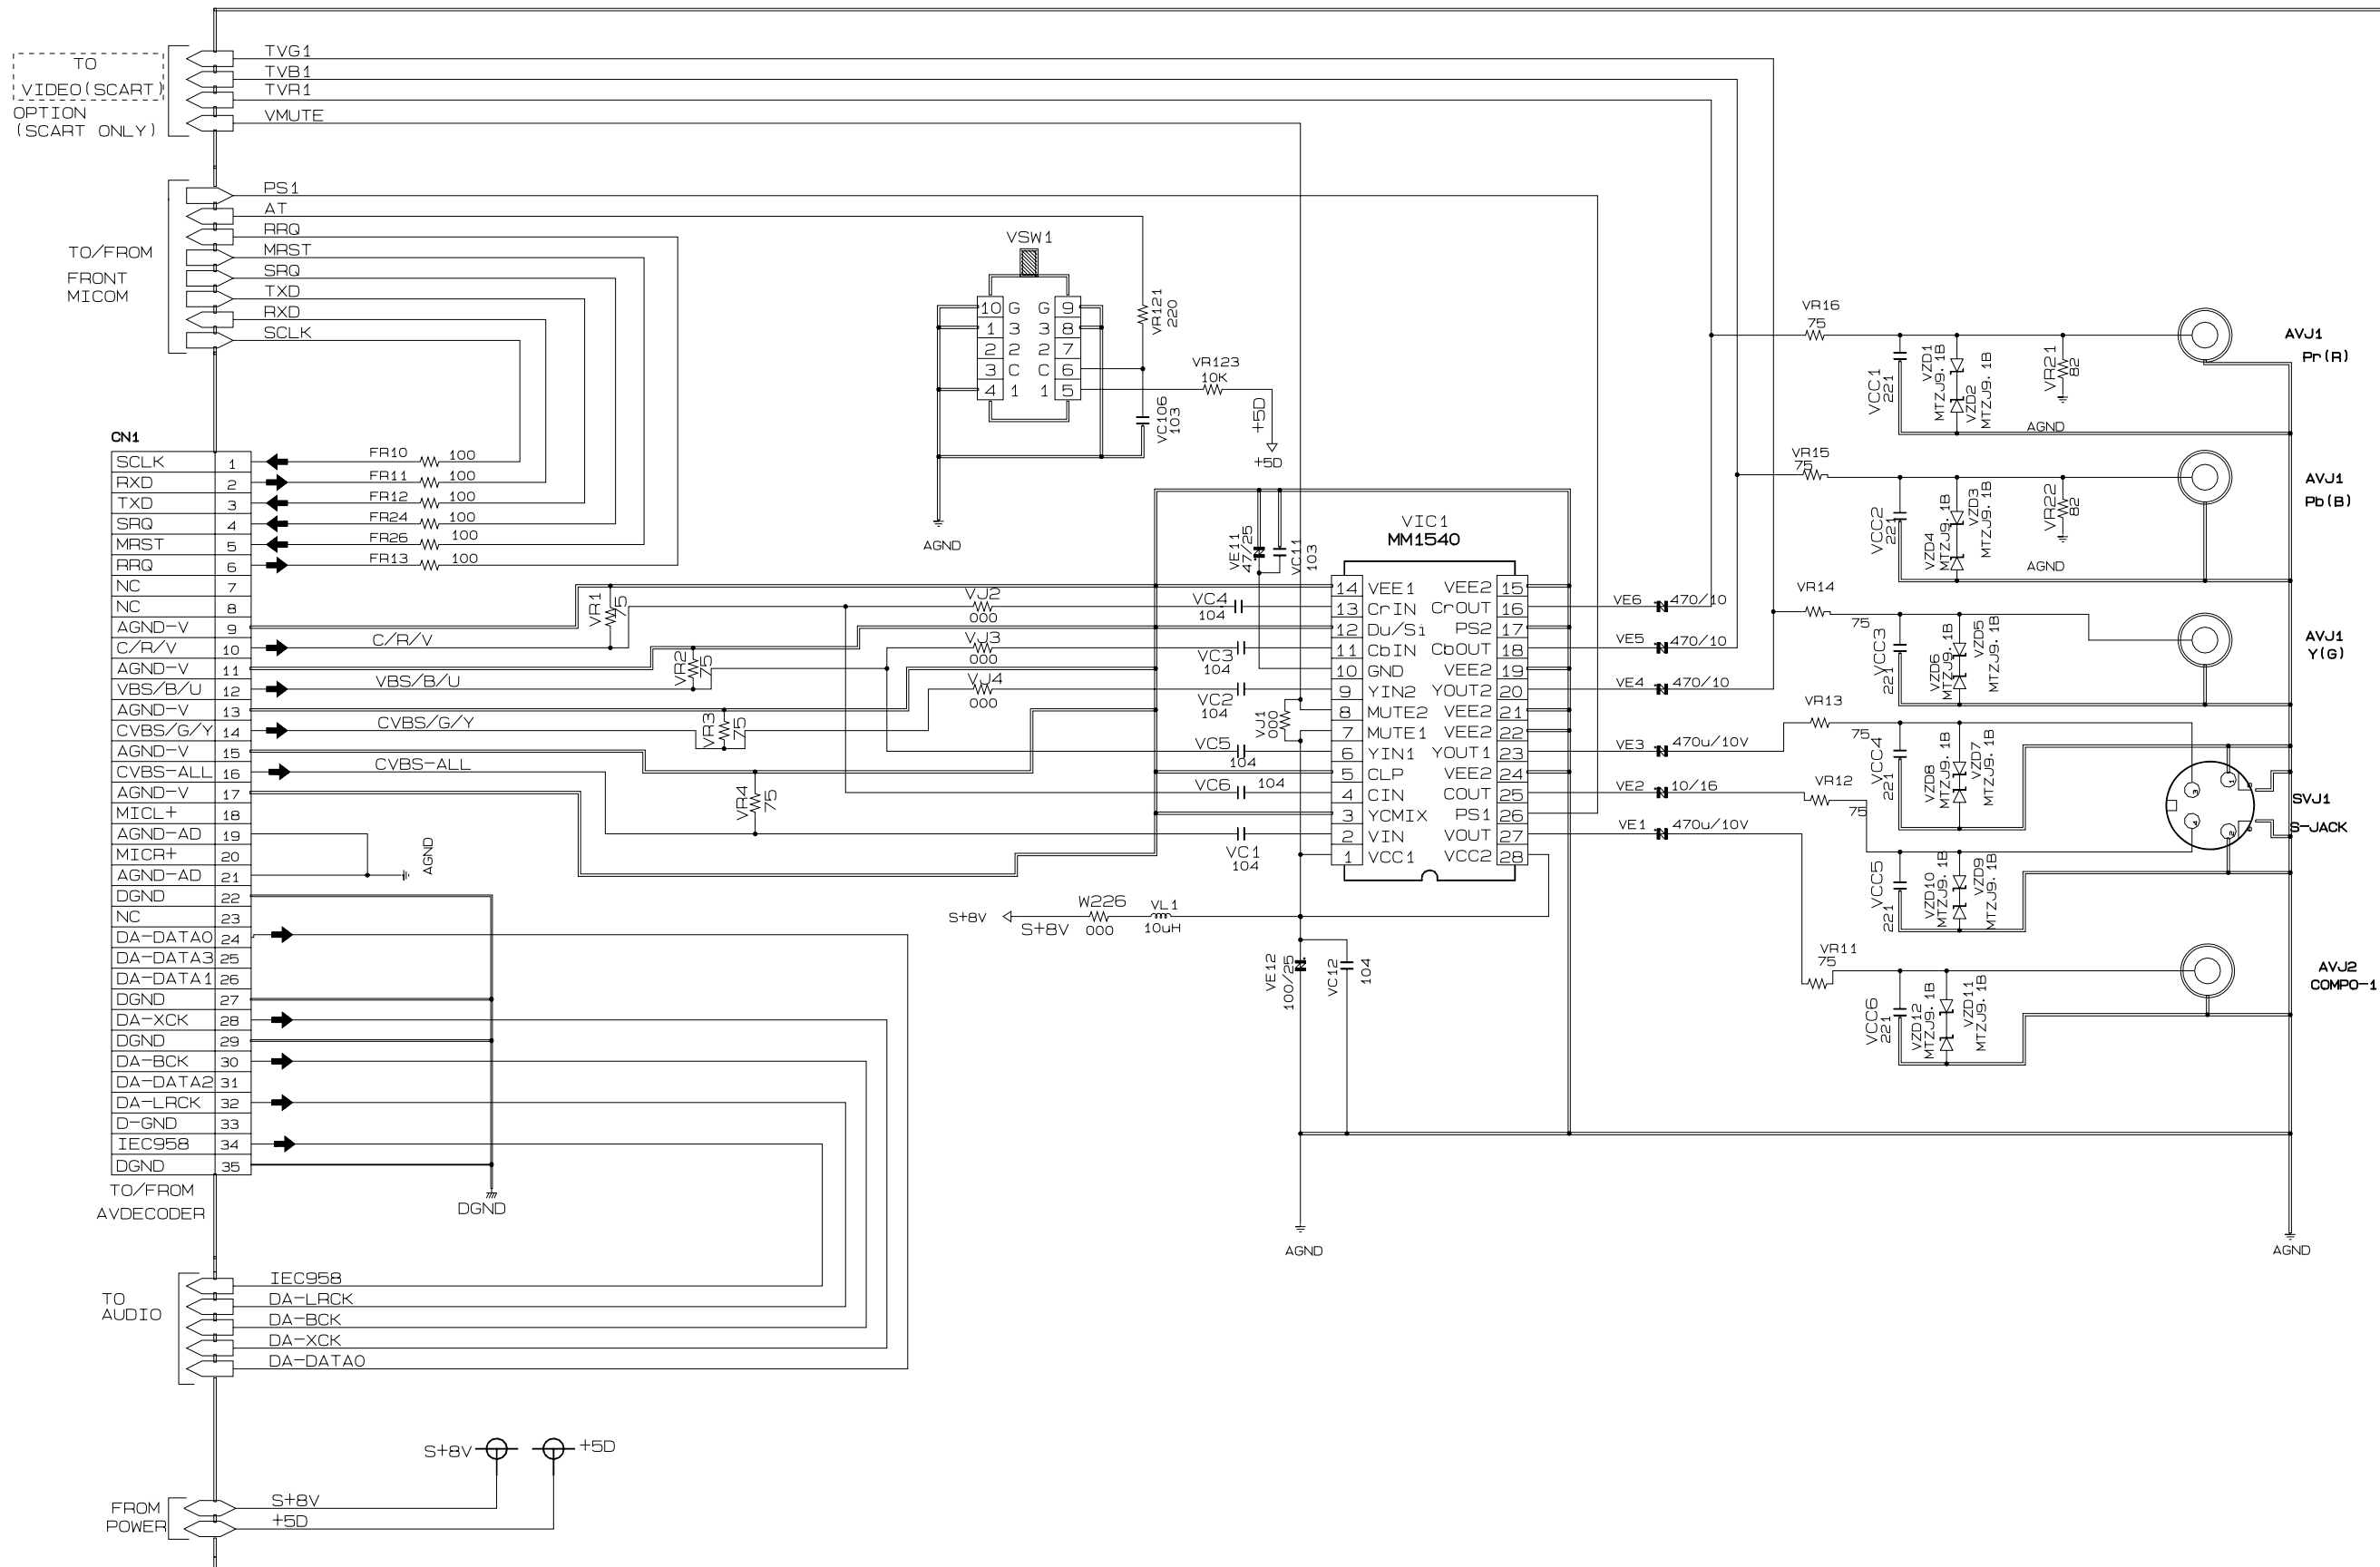 TO
VIDEO(SCART)
OPTION
(SCART ONLY)
TVG1
TVB1
TVR1
VMUTE
TO/FROM
FRONT
MICOM
PS1
AT
RRQ
MRST
SRQ
TXD
RXD
SCLK
VSW1
10 G G 9
1 3 3 8
2 2 2 7
3 C C 6
4 1 1 5
VR121
220
VR123
10K
VC106
103
+5D
+5D
AGND
CN1
SCLK 1
RXD 2
TXD 3
SRQ 4
MRST 5
RRQ 6
NC 7
NC 8
AGND-V 9
C/R/V 10
AGND-V 11
VBS/B/U 12
AGND-V 13
CVBS/G/Y 14
AGND-V 15
CVBS-ALL 16
AGND-V 17
MICL+ 18
AGND-AD 19
MICR+ 20
AGND-AD 21
DGND 22
NC 23
DA-DATA0 24
DA-DATA3 25
DA-DATA1 26
DGND 27
DA-XCK 28
DGND 29
DA-BCK 30
DA-DATA2 31
DA-LRCK 32
D-GND 33
IEC958 34
DGND 35
TO/FROM
AVDECODER
FR10 100
FR11 100
FR12 100
FR24 100
FR26 100
FR13 100
C/R/V
VBS/B/U
CVBS/G/Y
CVBS-ALL
VR1
75
VR2
75
VR3
75
VR4
75
AGND
DGND
VJ2
000
VJ3
000
VJ4
000
VC4
104
VC3
104
VC2
104
VC5
104
VC6 104
VC1
104
VJ1
000
VE11
47/25
VC11
103
VIC1
MM1540
14 VEE1 VEE2 15
13 CrIN CrOUT 16
12 Du/Si PS2 17
11 CbIN CbOUT 18
10 GND VEE2 19
9 YIN2 YOUT2 20
8 MUTE2 VEE2 21
7 MUTE1 VEE2 22
6 YIN1 YOUT1 23
5 CLP VEE2 24
4 CIN COUT 25
3 YCMIX PS1 26
2 VIN VOUT 27
1 VCC1 VCC2 28
S+8V
S+8V
W226
000
VL1
10uH
VE12
100/25
VC12
104
AGND
VE6 470/10
VE5 470/10
VE4 470/10
VE3 470u/10V
VE2 10/16
VE1 470u/10V
VR16
75
VCC1
221
VZD1
MTZJ9.1B
VZD2
MTZJ9.1B
VR21
82
AGND
AVJ1
Pr(R)
VR15
75
VCC2
221
VZD4
MTZJ9.1B
VZD3
MTZJ9.1B
VR22
82
AGND
AVJ1
Pb(B)
VR14
75
VCC3
221
VZD6
MTZJ9.1B
VZD5
MTZJ9.1B
AVJ1
Y(G)
VR13
75
VCC4
221
VZD8
MTZJ9.1B
VZD7
MTZJ9.1B
3
1
4
2
SVJ1
S-JACK
VR12
75
VCC5
221
VZD10
MTZJ9.1B
VZD9
MTZJ9.1B
VR11
75
VCC6
221
VZD12
MTZJ9.1B
VZD11
MTZJ9.1B
AVJ2
COMPO-1
AGND
TO
AUDIO
IEC958
DA-LRCK
DA-BCK
DA-XCK
DA-DATA0
S+8V
+5D
FROM
POWER
S+8V
+5D